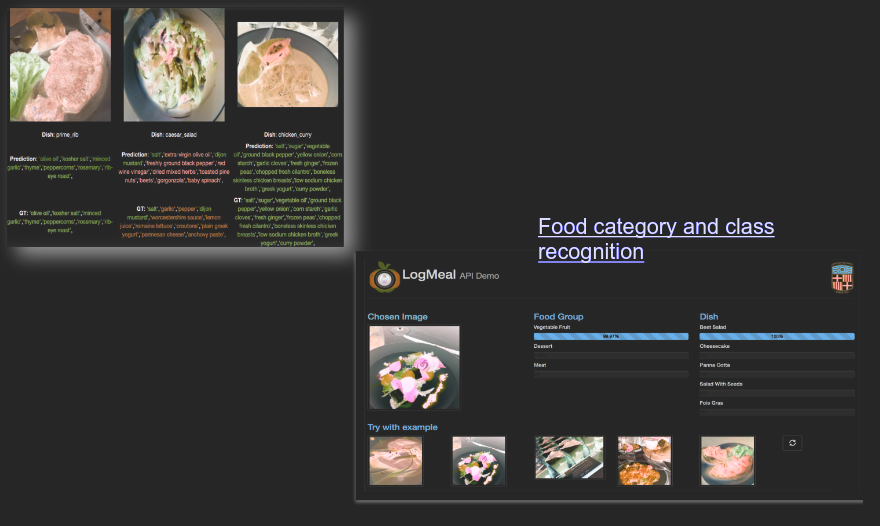 Dish: prime_rib
Prediction: 'olive oil','kosher salt','minced
garlic','thyme','peppercorns','rosemary','rib-
eye roast',
GT: 'olive oil','kosher salt','minced
garlic','thyme','peppercorns','rosemary','rib-
eye roast',
Dish: caesar_salad
Prediction: 'salt','extra-virgin olive oil','dijon
mustard','freshly ground black pepper','red
wine vinegar','dried mixed herbs','toasted pine
nuts','beets','gorgonzola','baby spinach',
GT: 'salt','garlic','pepper','dijon
mustard','worcestershire sauce','lemon
juice','romaine lettuce','croutons','plain greek
yogurt','parmesan cheese','anchovy paste',
Dish: chicken_curry
Prediction: 'salt','sugar','vegetable
oil','ground black pepper','yellow onion','corn
starch','garlic cloves','fresh ginger','frozen
peas','chopped fresh cilantro','boneless
skinless chicken breasts','low sodium chicken
broth','greek yogurt','curry powder',
GT: 'salt','sugar','vegetable oil','ground black
pepper','yellow onion','corn starch','garlic
cloves','fresh ginger','frozen peas','chopped
fresh cilantro','boneless skinless chicken
breasts','low sodium chicken broth','greek
yogurt','curry powder',
Food category and class
recognition
LogMeal API Demo
Chosen Image
Food Group
Vegetable Fruit
99.97%
Dessert
Meat
Dish
Beet Salad
100%
Cheesecake
Panna Cotta
Salad With Seeds
Foie Gras
Try with example